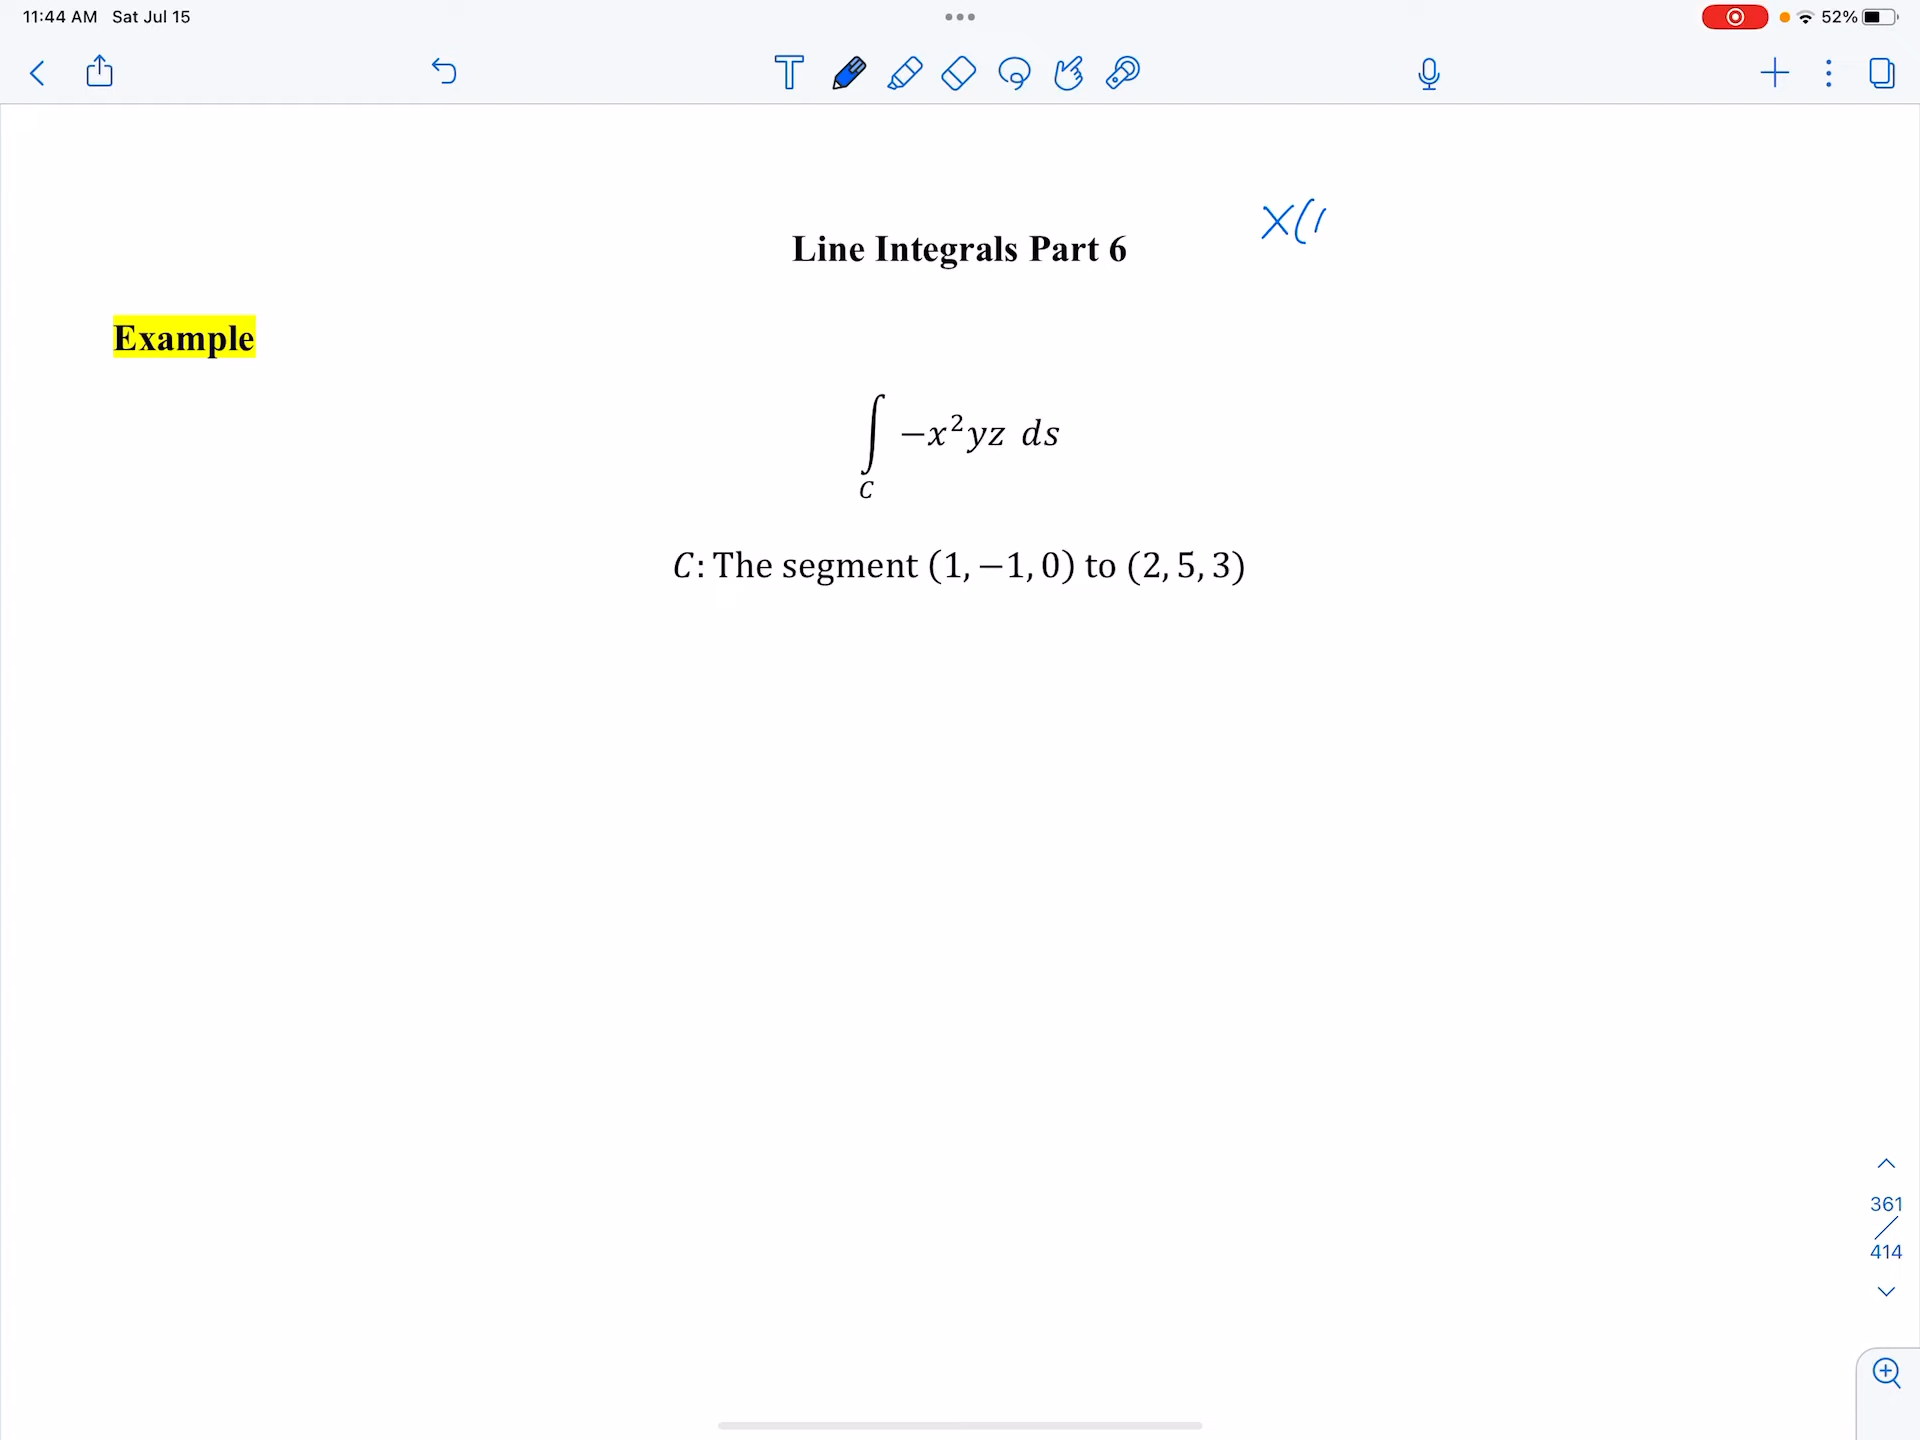 11:44 AM Sat Jul 15
52%
x(
Line Integrals Part 6
Example
∫ −x²yz ds
C
C: The segment (1, −1, 0) to (2, 5, 3)
361
414